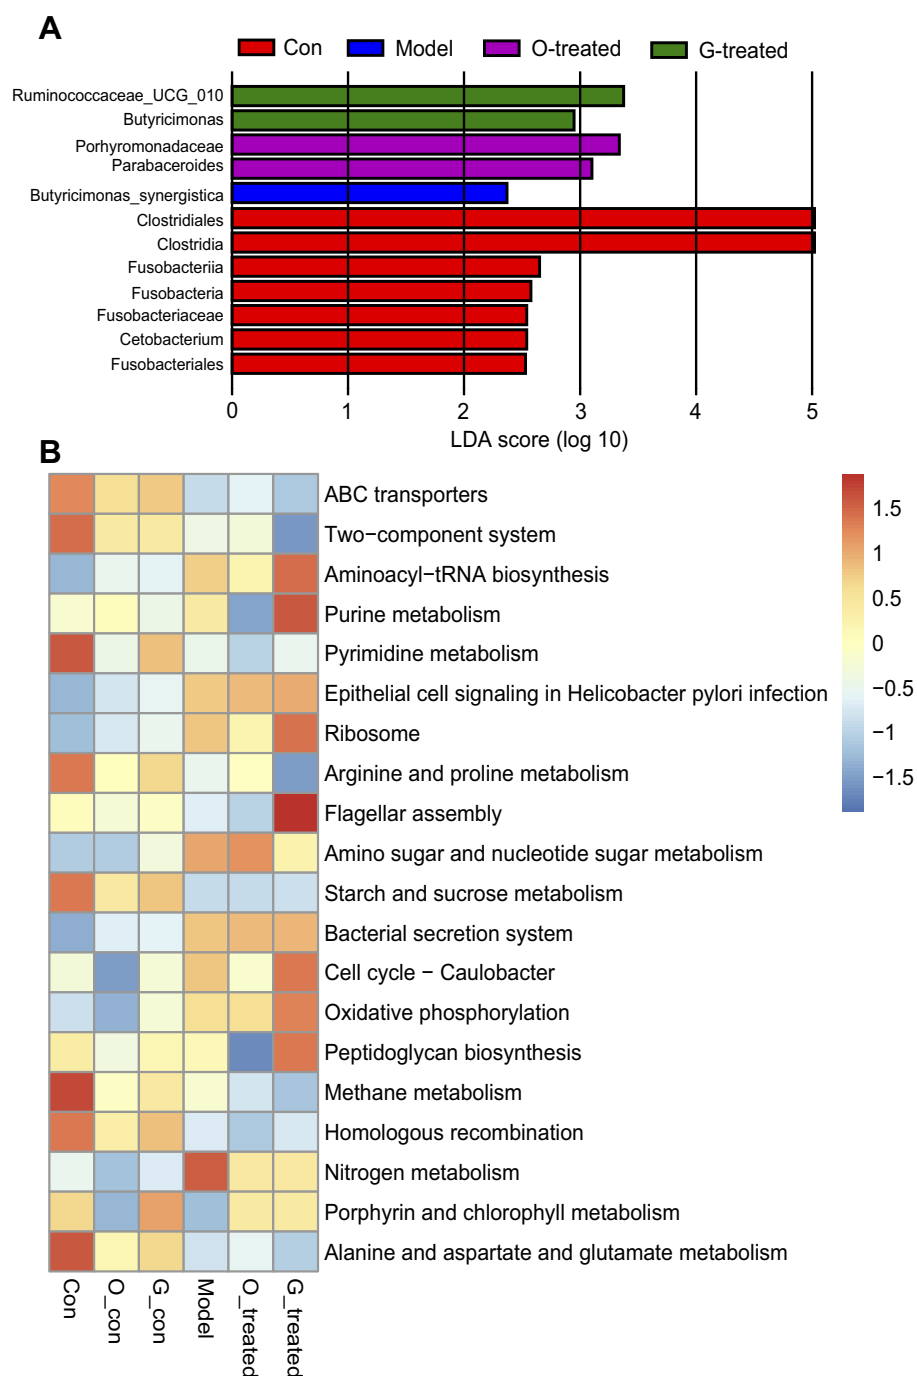 A
Con Model O-treated G-treated
Ruminococcaceae_UCG_010
Butyricimonas
Porhyromonadaceae
Parabaceroides
Butyricimonas_synergistica
Clostridiales
Clostridia
Fusobacteriia
Fusobacteria
Fusobacteriaceae
Cetobacterium
Fusobacteriales
0 1 2 3 4 5
LDA score (log 10)
B
ABC transporters
Two−component system
Aminoacyl−tRNA biosynthesis
Purine metabolism
Pyrimidine metabolism
Epithelial cell signaling in Helicobacter pylori infection
Ribosome
Arginine and proline metabolism
Flagellar assembly
Amino sugar and nucleotide sugar metabolism
Starch and sucrose metabolism
Bacterial secretion system
Cell cycle − Caulobacter
Oxidative phosphorylation
Peptidoglycan biosynthesis
Methane metabolism
Homologous recombination
Nitrogen metabolism
Porphyrin and chlorophyll metabolism
Alanine and aspartate and glutamate metabolism
1.5
1
0.5
0
−0.5
−1
−1.5
Con
O_con
G_con
Model
O_treated
G_treated